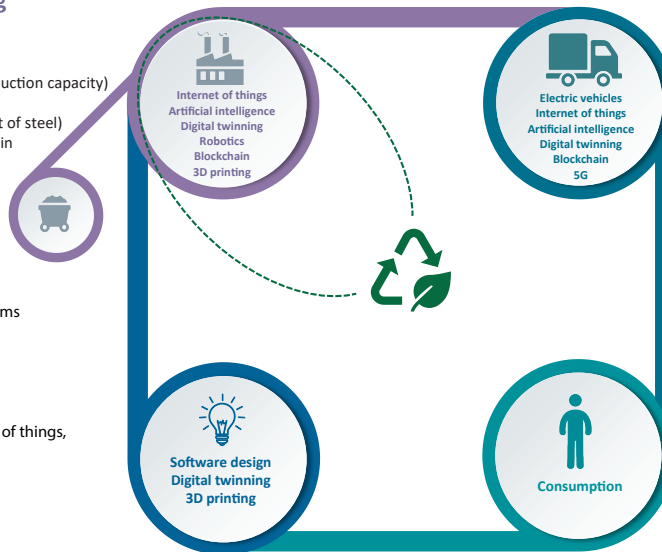 g
uction capacity)
t of steel)
in
ms
of things,
Internet of things
Artificial intelligence
Digital twinning
Robotics
Blockchain
3D printing
Electric vehicles
Internet of things
Artificial intelligence
Digital twinning
Blockchain
5G
Software design
Digital twinning
3D printing
Consumption